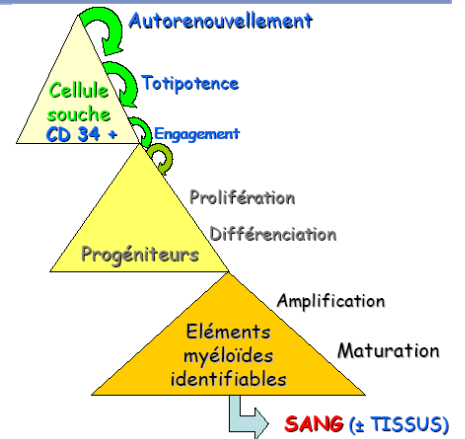 Autorenouvellement
Totipotence
Cellule
souche
CD 34 +
Engagement
Prolifération
Différenciation
Progéniteurs
Amplification
Eléments
myéloïdes
identifiables
Maturation
SANG (± TISSUS)